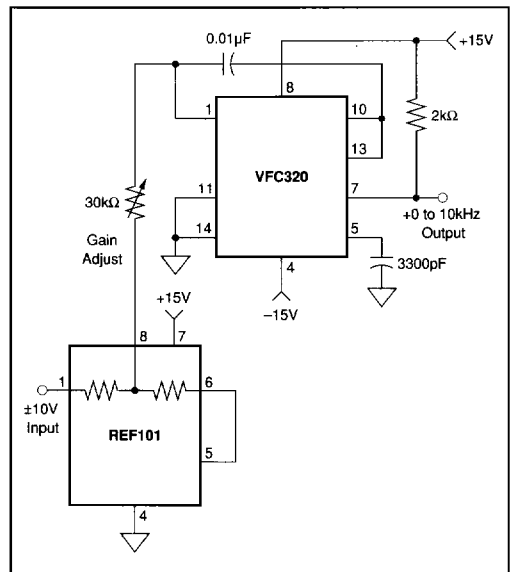 0.01µF
+15V
8
1
10
2kΩ
13
VFC320
30kΩ
11
7
14
5
+0 to 10kHz
Output
Gain
Adjust
3300pF
4
–15V
+15V
8
7
1
6
±10V
Input
REF101
5
4